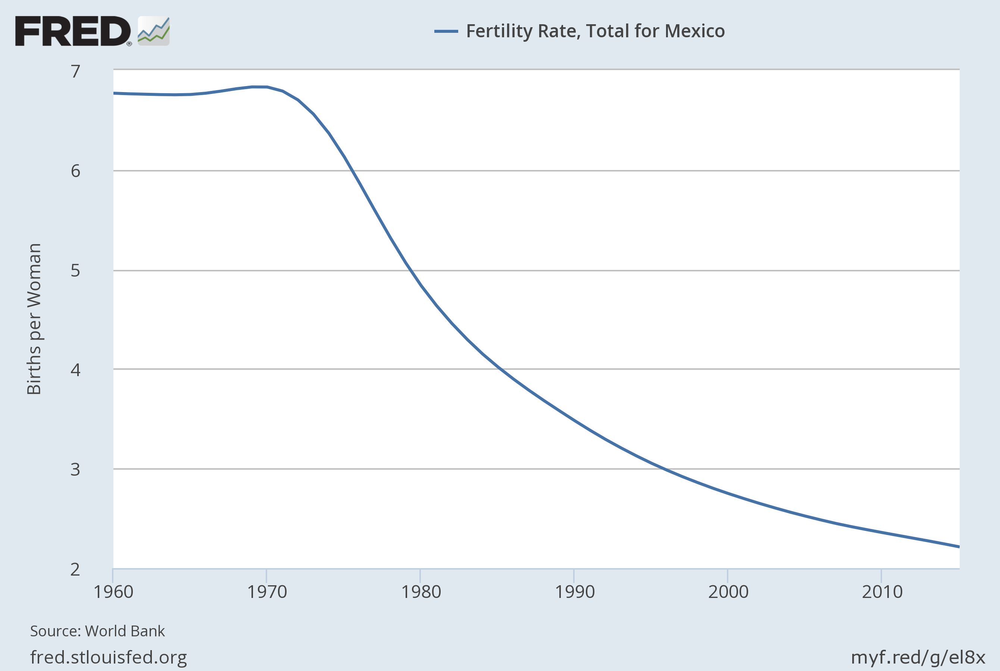 FRED®
Fertility Rate, Total for Mexico
7
6
5
4
3
2
Births per Woman
1960 1970 1980 1990 2000 2010
Source: World Bank
fred.stlouisfed.org
myf.red/g/el8x